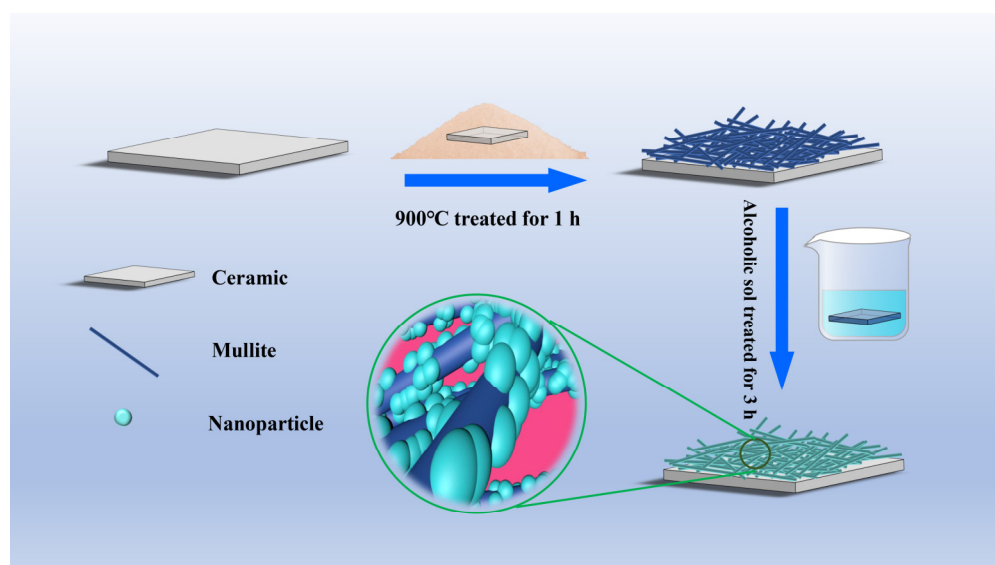 900℃ treated for 1 h
Alcoholic sol treated for 3 h
Ceramic
Mullite
Nanoparticle